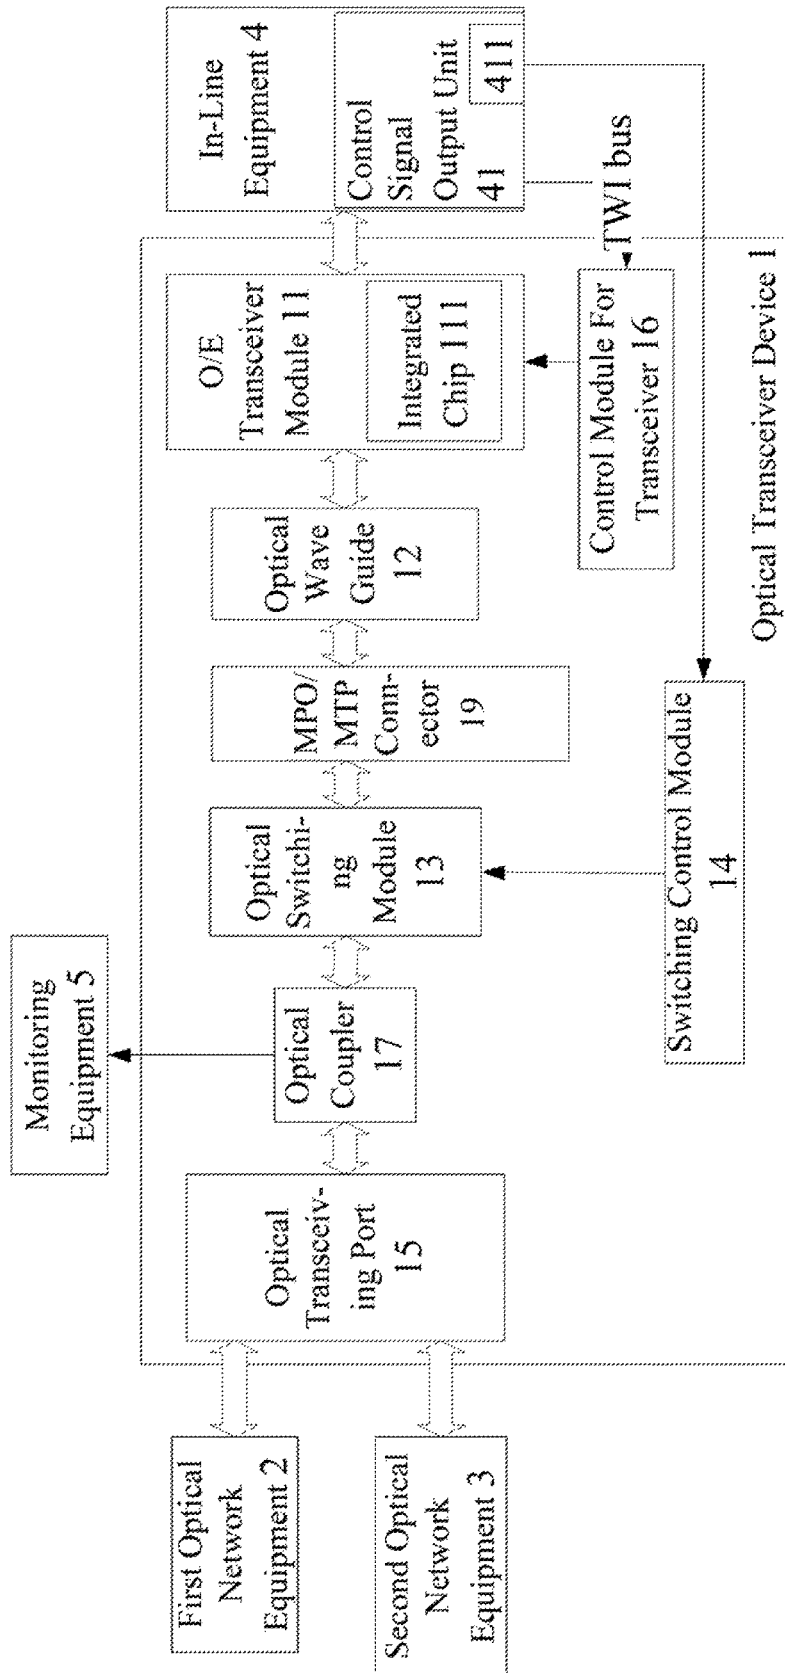 Monitoring
Equipment 5
First Optical
Network
Equipment 2
Second Optical
Network
Equipment 3
Optical
Transceiv-
ing Port
15
Optical
Coupler
17
Optical
Switchi-
ng
Module
13
MPO/
MTP
Conn-
ector
19
Optical
Wave
Guide
12
O/E
Transceiver
Module 11
Integrated
Chip 111
In-Line
Equipment 4
Control
Signal
Output Unit
41
411
TWI bus
Control Module For
Transceiver 16
Switching Control Module
14
Optical Transceiver Device 1